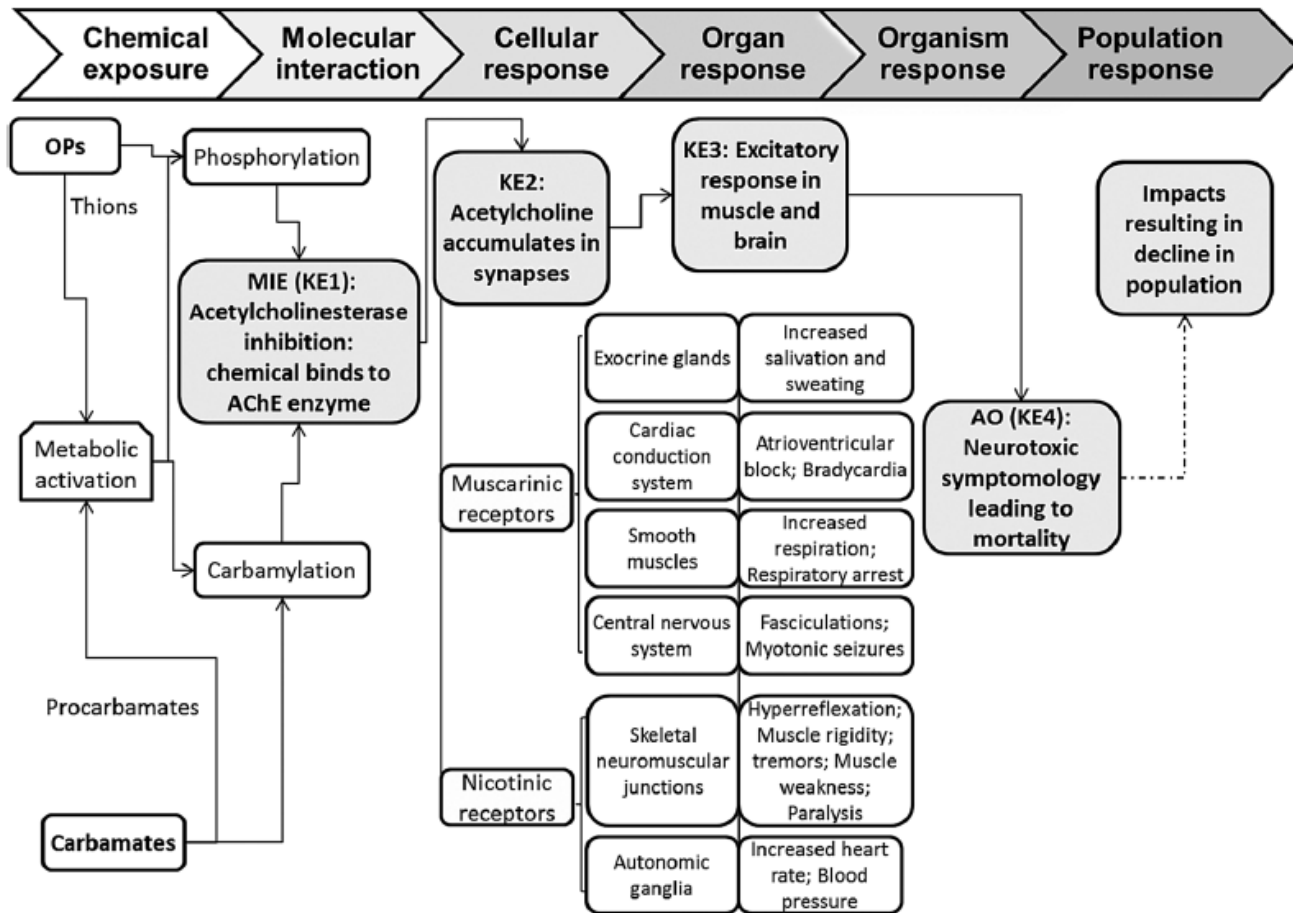 Chemical
exposure
Molecular
interaction
Cellular
response
Organ
response
Organism
response
Population
response
OPs
Thions
Phosphorylation
MIE (KE1):
Acetylcholinesterase
inhibition:
chemical binds to
AChE enzyme
Metabolic
activation
Carbamylation
Procarbamates
Carbamates
KE2:
Acetylcholine
accumulates in
synapses
KE3: Excitatory
response in
muscle and
brain
Impacts
resulting in
decline in
population
AO (KE4):
Neurotoxic
symptomology
leading to
mortality
Muscarinic
receptors
Exocrine glands
Increased
salivation and
sweating
Cardiac
conduction
system
Atrioventricular
block; Bradycardia
Smooth
muscles
Increased
respiration;
Respiratory arrest
Central nervous
system
Fasciculations;
Myotonic seizures
Nicotinic
receptors
Skeletal
neuromuscular
junctions
Hyperreflexation;
Muscle rigidity;
tremors; Muscle
weakness;
Paralysis
Autonomic
ganglia
Increased heart
rate; Blood
pressure